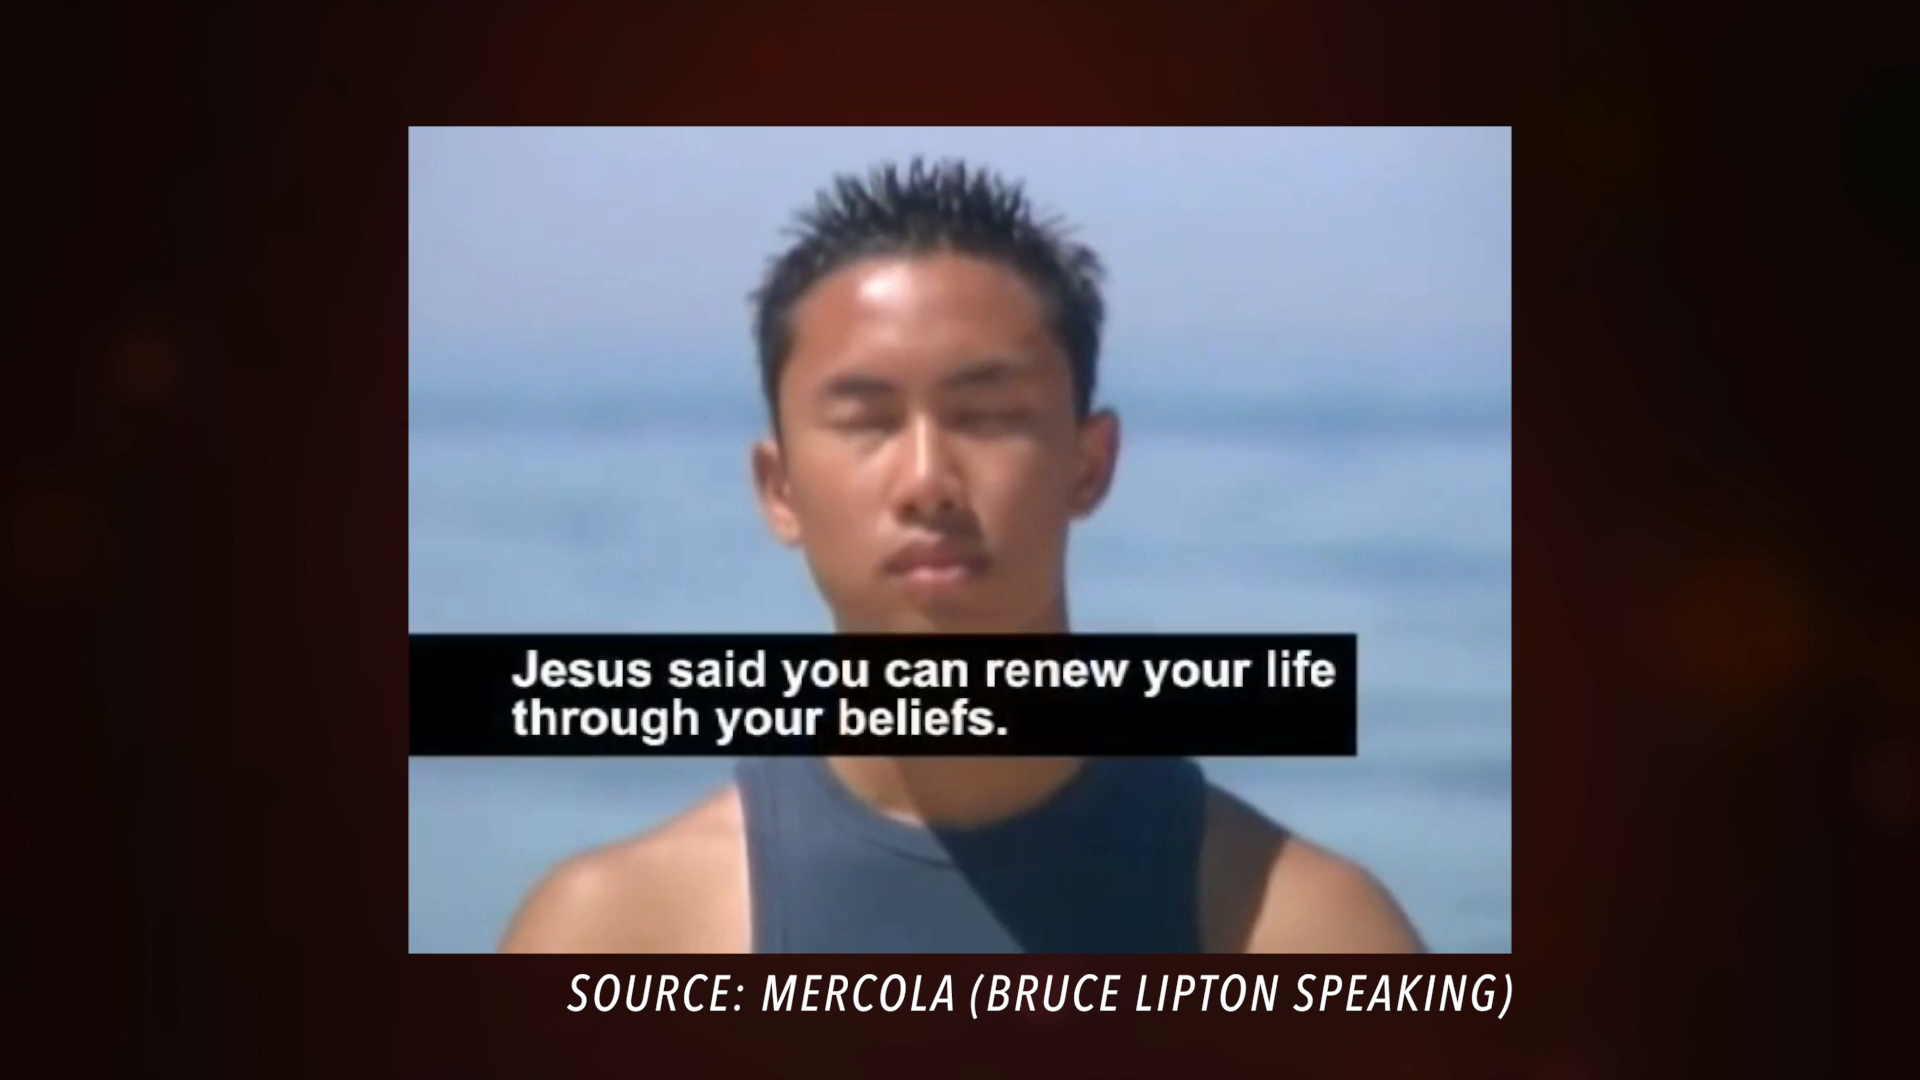 Jesus said you can renew your life
through your beliefs.
SOURCE: MERCOLA (BRUCE LIPTON SPEAKING)